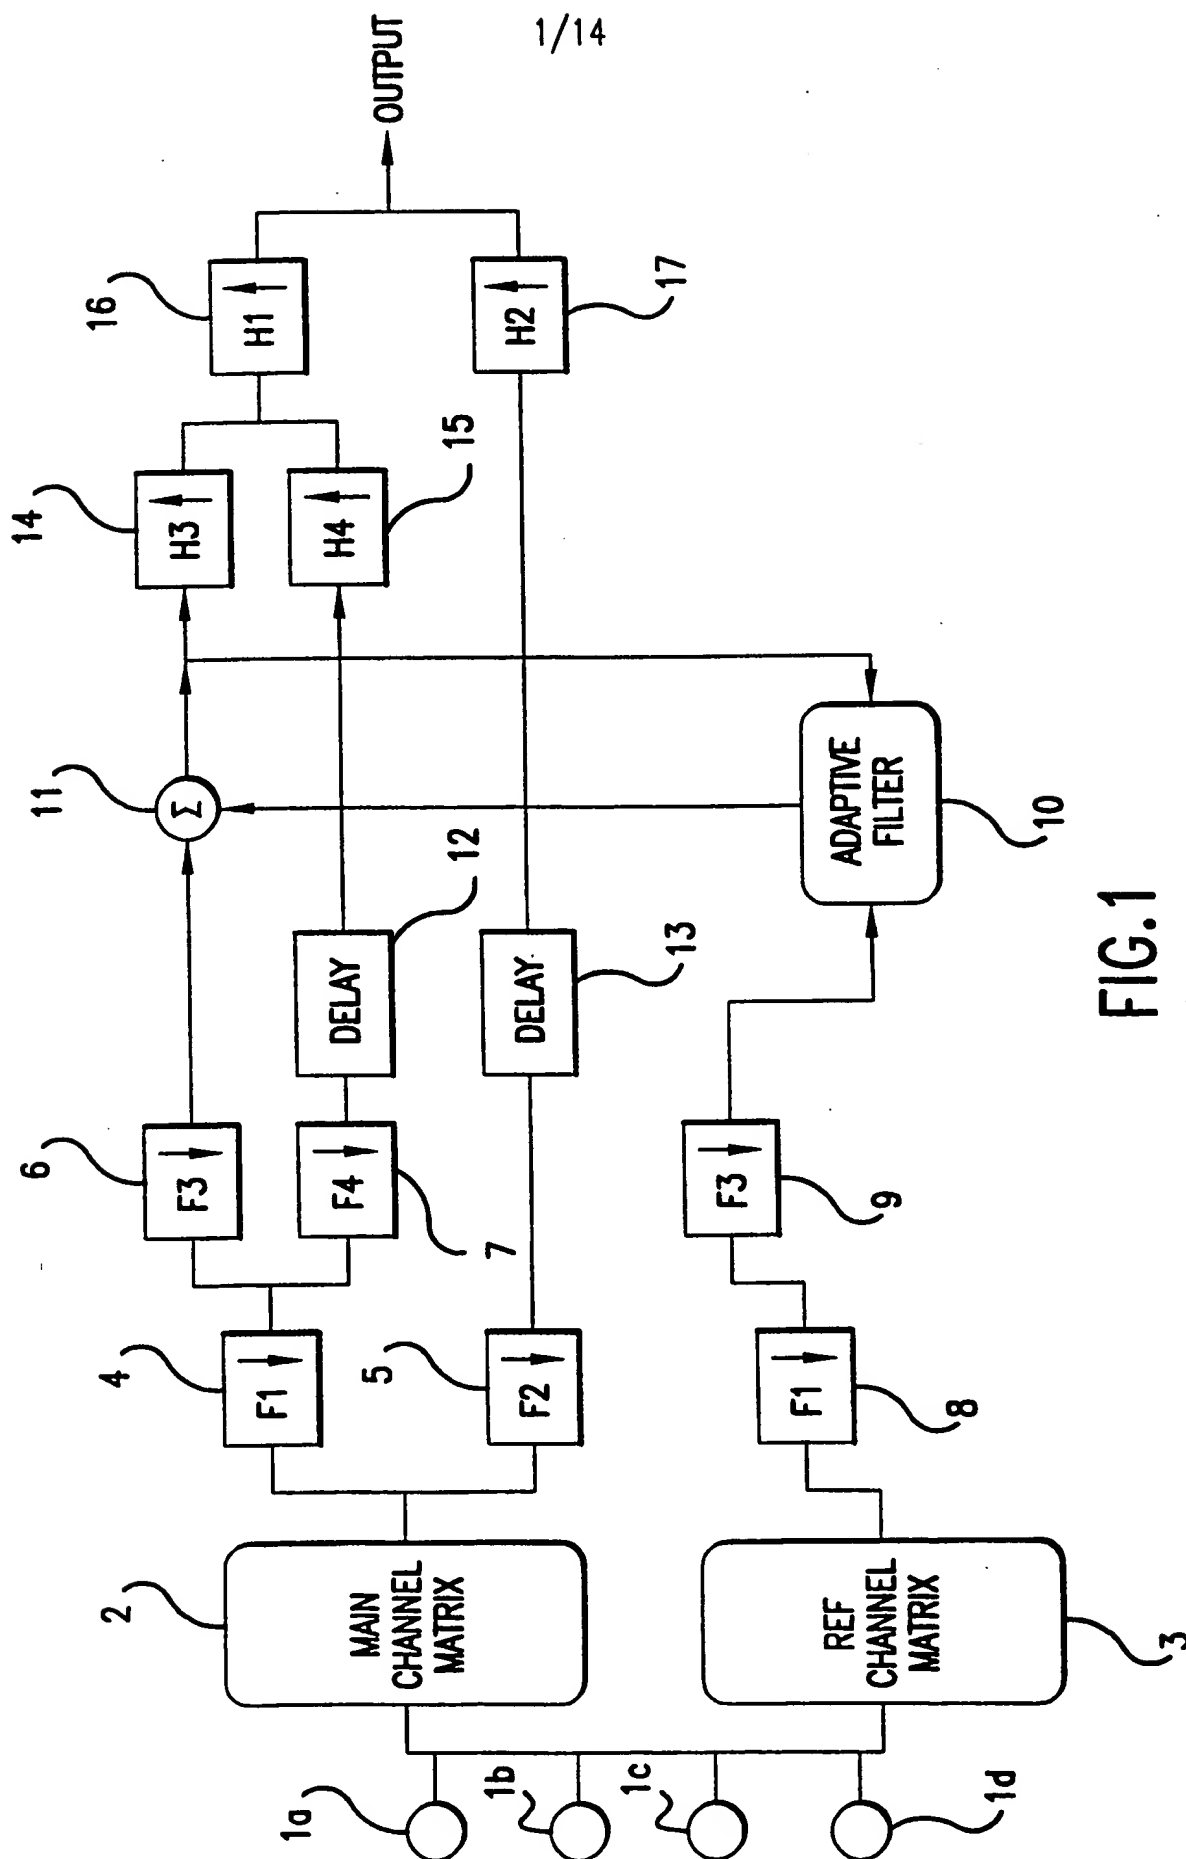 1/14
1a
1b
1c
1d
2
MAIN
CHANNEL
MATRIX
REF
CHANNEL
MATRIX
3
4
F1
5
F2
F1
8
6
F3
F4
7
F3
9
DELAY
12
DELAY
13
11
Σ
ADAPTIVE
FILTER
10
14
H3
H4
15
16
H1
H2
17
OUTPUT
FIG.1